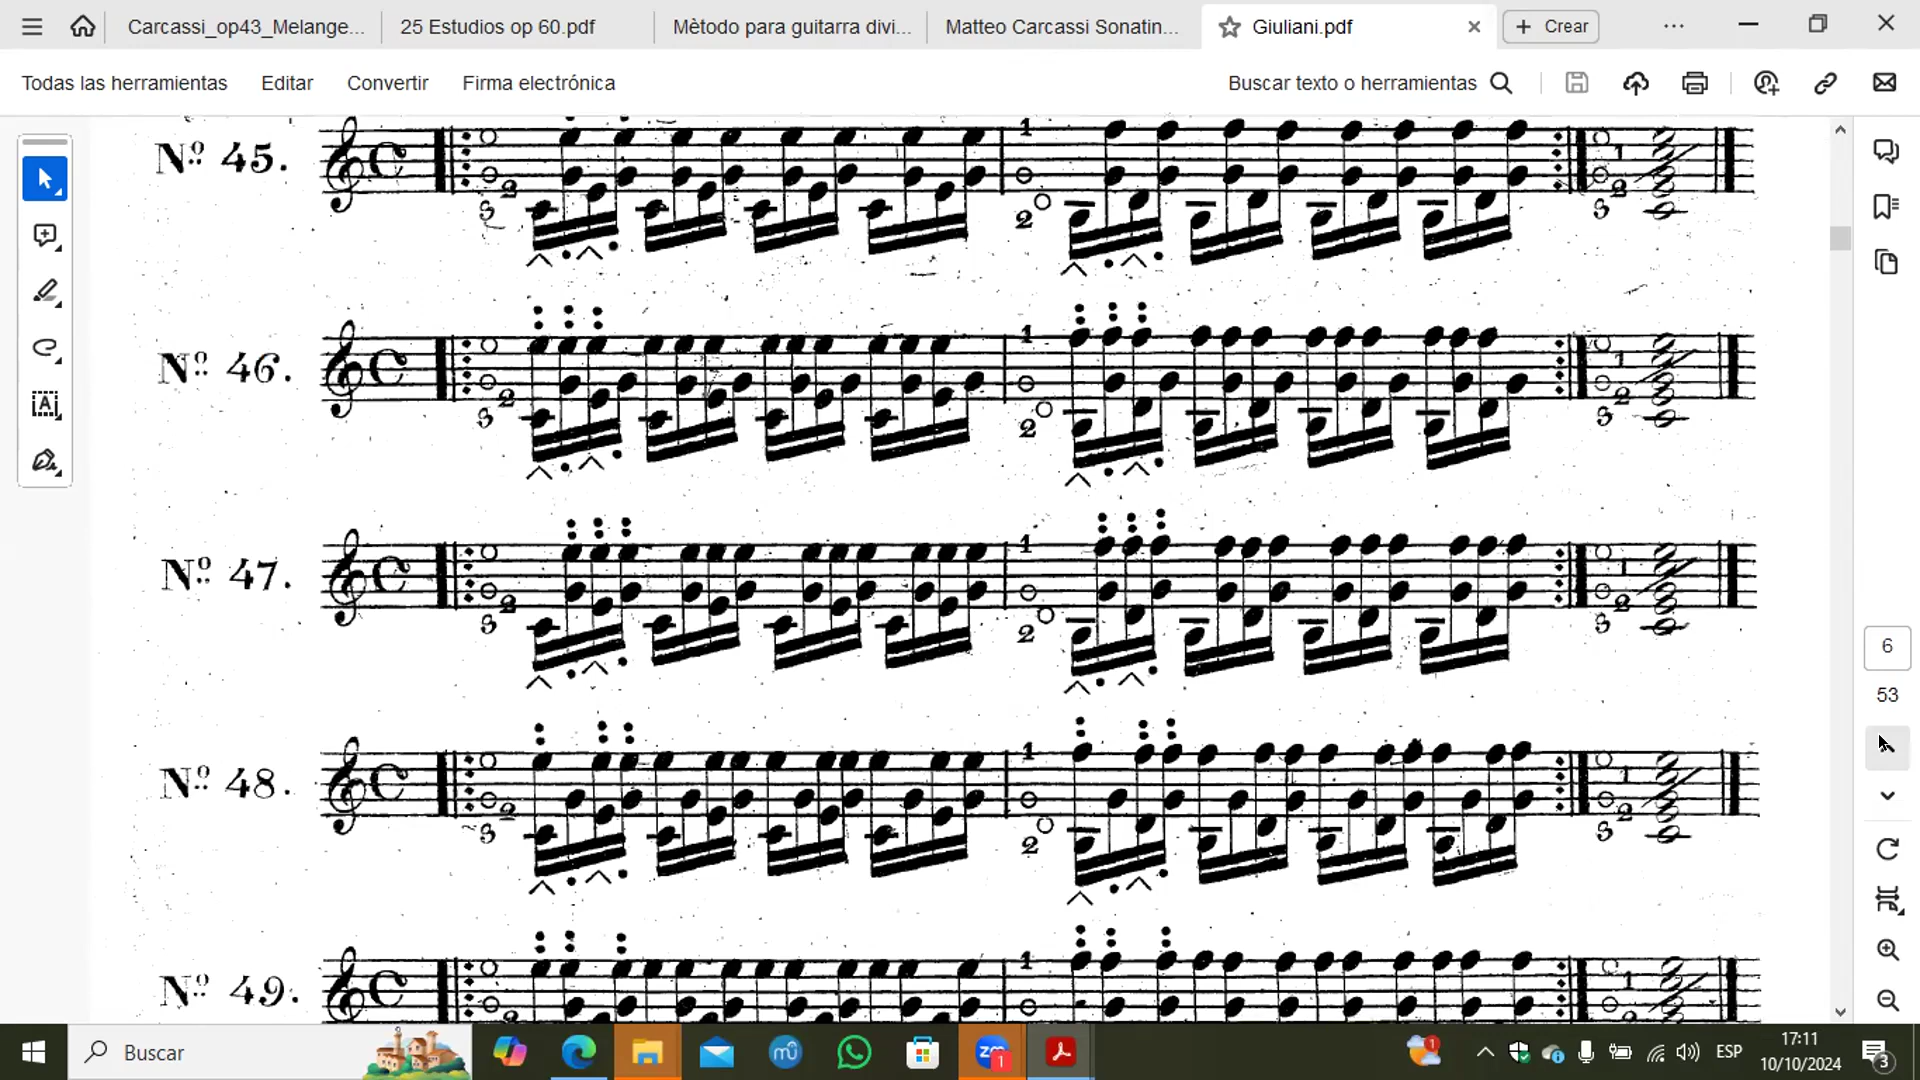 Carcassi_op43_Melange...
25 Estudios op 60.pdf
Mètodo para guitarra divi...
Matteo Carcassi Sonatin...
Giuliani.pdf
Crear
Todas las herramientas
Editar
Convertir
Firma electrónica
Buscar texto o herramientas
Nº 45.
Nº 46.
Nº 47.
Nº 48.
Nº 49.
6
53
Buscar
ESP
17:11
10/10/2024